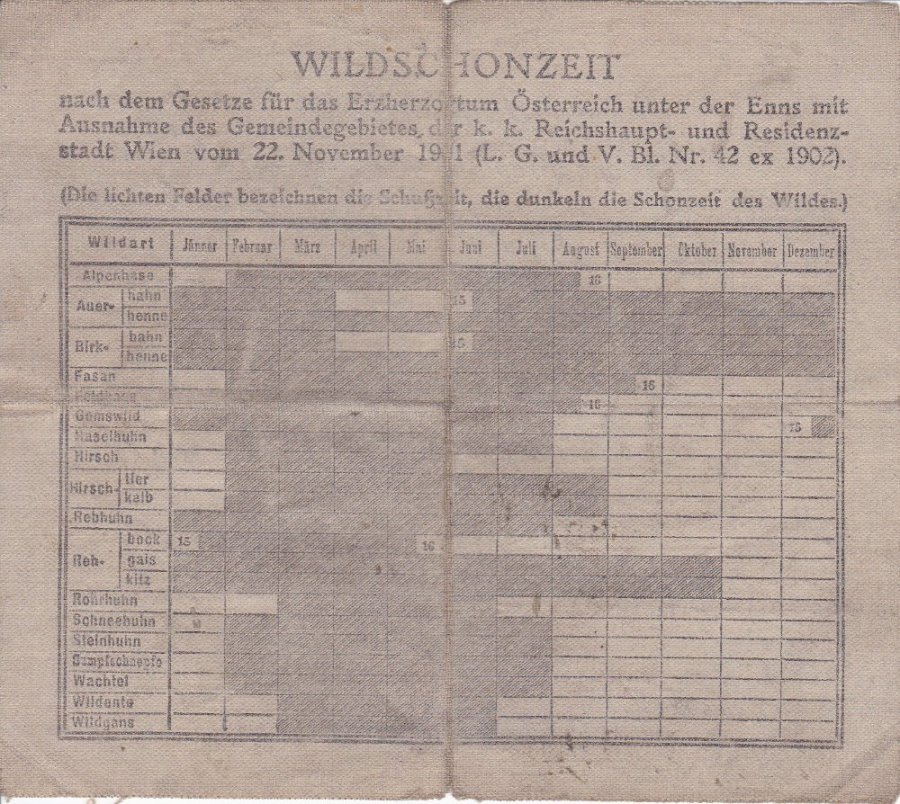 WILDSCHONZEIT
nach dem Gesetze für das Erzherzogtum Österreich unter der Enns mit
Ausnahme des Gemeindegebietes der k. k. Reichshaupt- und Residenz-
stadt Wien vom 22. November 1901 (L. G. und V. Bl. Nr. 42 ex 1902).
(Die lichten Felder bezeichnen die Schußzeit, die dunkeln die Schonzeit des Wildes.)
Wildart Jänner Februar März April Mai Juni Juli August September Oktober November Dezember
Alpenhase 16
Auer- hahn 15
henne
Birk- hahn 15
henne
Fasan 16
16
Gemswild 15
Haselhuhn
Hirsch
Hirsch- tier
kalb
Rebhuhn
Reh- bock 15 16
gais
kitz
Rohrhuhn
Schneehuhn
Steinhuhn
Sumpfschnepfe
Wachtel
Wildente
Wildgans